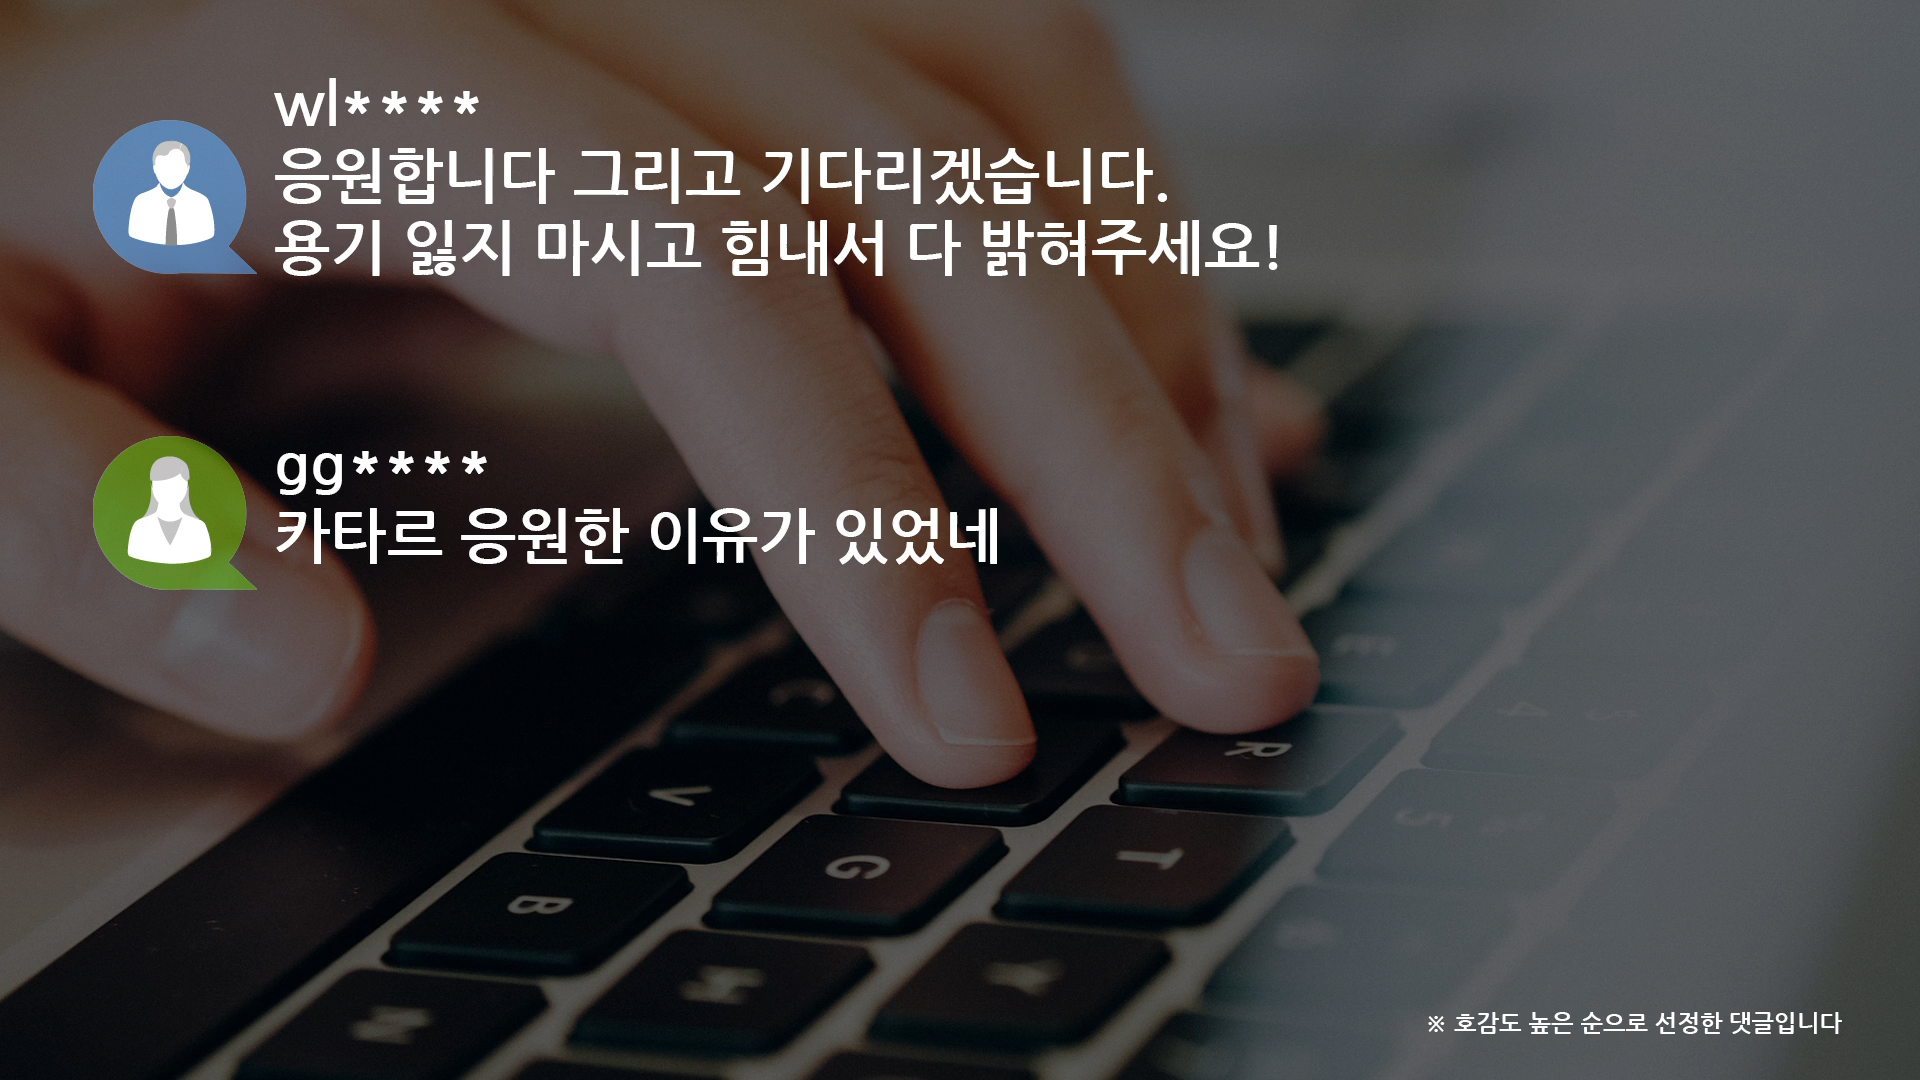 wl****
응원합니다 그리고 기다리겠습니다.
용기 잃지 마시고 힘내서 다 밝혀주세요!
gg****
카타르 응원한 이유가 있었네
C
R
V
G
T
B
H
Y
N
※ 호감도 높은 순으로 선정한 댓글입니다